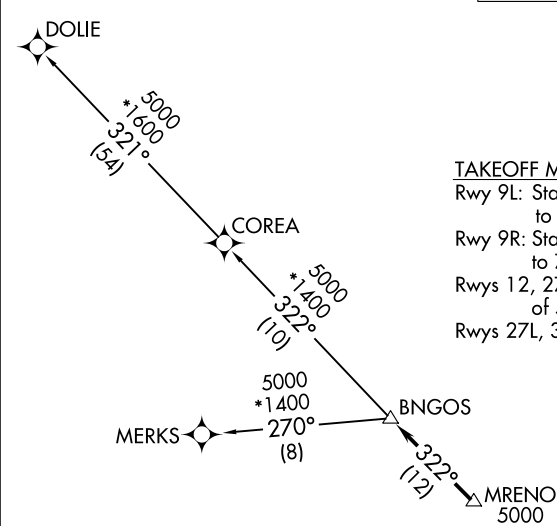 DOLIE
5000
*1600
321°
(54)
TAKEOFF M
Rwy 9L: Sta
to
Rwy 9R: Sta
to
Rwys 12, 27
of
Rwys 27L, 3
COREA
5000
*1400
322°
(10)
5000
*1400
270°
(8)
BNGOS
MERKS
322°
(12)
MRENO
5000